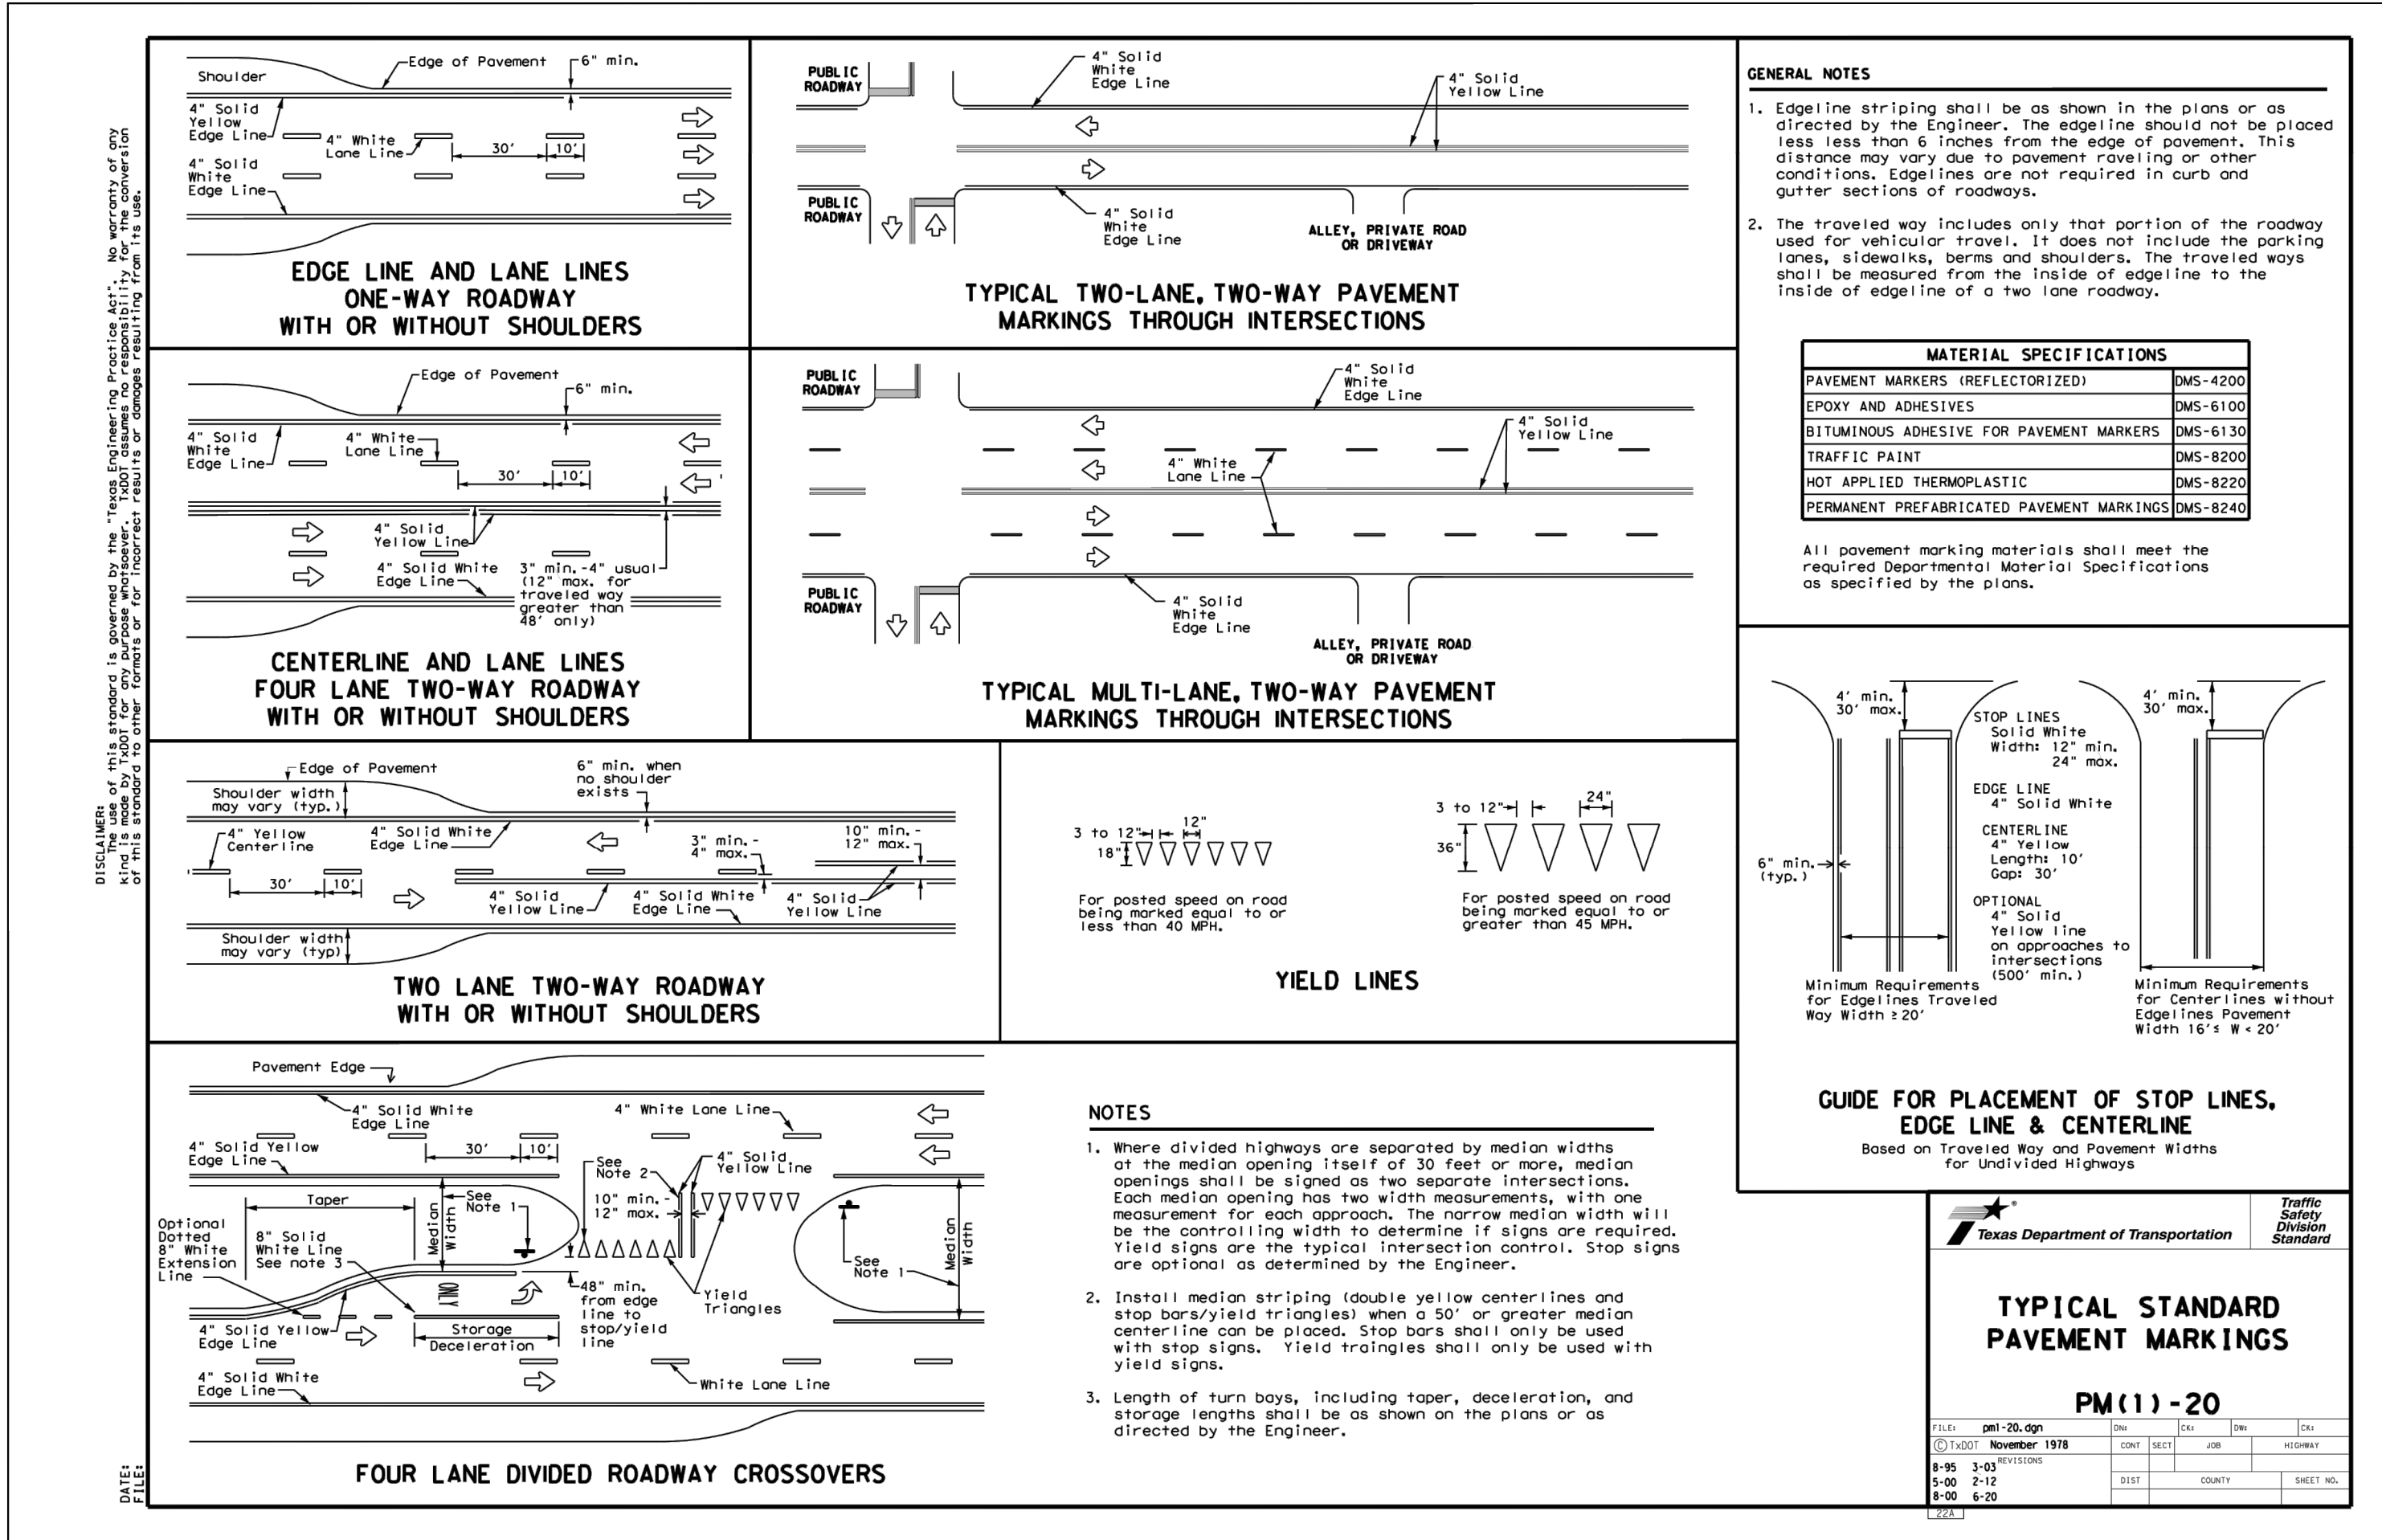 DISCLAIMER:
The use of this standard is governed by the "Texas Engineering Practice Act". No warranty of any
kind is made by TxDOT for any purpose whatsoever. TxDOT assumes no responsibility for the conversion
of this standard to other formats or for incorrect results or damages resulting from its use.
DATE:
FILE:
Shoulder
Edge of Pavement
6" min.
4" Solid
Yellow
Edge Line
4" White
Lane Line
30'
10'
4" Solid
White
Edge Line
EDGE LINE AND LANE LINES
ONE-WAY ROADWAY
WITH OR WITHOUT SHOULDERS
PUBLIC
ROADWAY
4" Solid
White
Edge Line
4" Solid
Yellow Line
PUBLIC
ROADWAY
4" Solid
White
Edge Line
ALLEY, PRIVATE ROAD
OR DRIVEWAY
TYPICAL TWO-LANE, TWO-WAY PAVEMENT
MARKINGS THROUGH INTERSECTIONS
Edge of Pavement
6" min.
4" Solid
White
Edge Line
4" White
Lane Line
30'
10'
4" Solid
Yellow Line
4" Solid White
Edge Line
3" min.-4" usual
(12" max. for
traveled way
greater than
48' only)
CENTERLINE AND LANE LINES
FOUR LANE TWO-WAY ROADWAY
WITH OR WITHOUT SHOULDERS
PUBLIC
ROADWAY
4" Solid
White
Edge Line
4" Solid
Yellow Line
4" White
Lane Line
PUBLIC
ROADWAY
4" Solid
White
Edge Line
ALLEY, PRIVATE ROAD
OR DRIVEWAY
TYPICAL MULTI-LANE, TWO-WAY PAVEMENT
MARKINGS THROUGH INTERSECTIONS
Edge of Pavement
Shoulder width
may vary (typ.)
6" min. when
no shoulder
exists
4" Yellow
Centerline
4" Solid White
Edge Line
3" min.-
4" max.
10" min.-
12" max.
30'
10'
4" Solid
Yellow Line
4" Solid White
Edge Line
4" Solid
Yellow Line
Shoulder width
may vary (typ)
TWO LANE TWO-WAY ROADWAY
WITH OR WITHOUT SHOULDERS
3 to 12"
12"
18"
For posted speed on road
being marked equal to or
less than 40 MPH.
3 to 12"
24"
36"
For posted speed on road
being marked equal to or
greater than 45 MPH.
YIELD LINES
Pavement Edge
4" Solid White
Edge Line
4" White Lane Line
4" Solid Yellow
Edge Line
30'
10'
See
Note 2
4" Solid
Yellow Line
Taper
Median
Width
See
Note 1
10" min.-
12" max.
Optional
Dotted
8" White
Extension
Line
8" Solid
White Line
See note 3
ONLY
See
Note 1
Median
Width
48" min.
from edge
line to
stop/yield
line
Yield
Triangles
4" Solid Yellow
Edge Line
Storage
Deceleration
4" Solid White
Edge Line
White Lane Line
FOUR LANE DIVIDED ROADWAY CROSSOVERS
NOTES
1. Where divided highways are separated by median widths
at the median opening itself of 30 feet or more, median
openings shall be signed as two separate intersections.
Each median opening has two width measurements, with one
measurement for each approach. The narrow median width will
be the controlling width to determine if signs are required.
Yield signs are the typical intersection control. Stop signs
are optional as determined by the Engineer.
2. Install median striping (double yellow centerlines and
stop bars/yield triangles) when a 50' or greater median
centerline can be placed. Stop bars shall only be used
with stop signs. Yield traingles shall only be used with
yield signs.
3. Length of turn bays, including taper, deceleration, and
storage lengths shall be as shown on the plans or as
directed by the Engineer.
GENERAL NOTES
1. Edgeline striping shall be as shown in the plans or as
directed by the Engineer. The edgeline should not be placed
less less than 6 inches from the edge of pavement. This
distance may vary due to pavement raveling or other
conditions. Edgelines are not required in curb and
gutter sections of roadways.
2. The traveled way includes only that portion of the roadway
used for vehicular travel. It does not include the parking
lanes, sidewalks, berms and shoulders. The traveled ways
shall be measured from the inside of edgeline to the
inside of edgeline of a two lane roadway.
MATERIAL SPECIFICATIONS
PAVEMENT MARKERS (REFLECTORIZED) DMS-4200
EPOXY AND ADHESIVES DMS-6100
BITUMINOUS ADHESIVE FOR PAVEMENT MARKERS DMS-6130
TRAFFIC PAINT DMS-8200
HOT APPLIED THERMOPLASTIC DMS-8220
PERMANENT PREFABRICATED PAVEMENT MARKINGS DMS-8240
All pavement marking materials shall meet the
required Departmental Material Specifications
as specified by the plans.
4' min.
30' max.
4' min.
30' max.
STOP LINES
Solid White
Width: 12" min.
24" max.
EDGE LINE
4" Solid White
CENTERLINE
4" Yellow
Length: 10'
Gap: 30'
6" min.
(typ.)
OPTIONAL
4" Solid
Yellow line
on approaches to
intersections
(500' min.)
Minimum Requirements
for Edgelines Traveled
Way Width ≥ 20'
Minimum Requirements
for Centerlines without
Edgelines Pavement
Width 16' ≤ W < 20'
GUIDE FOR PLACEMENT OF STOP LINES,
EDGE LINE & CENTERLINE
Based on Traveled Way and Pavement Widths
for Undivided Highways
®
Texas Department of Transportation
Traffic
Safety
Division
Standard
TYPICAL STANDARD
PAVEMENT MARKINGS
PM(1)-20
FILE: pm1-20.dgn DN: CK: DW: CK:
© TxDOT November 1978 CONT SECT JOB HIGHWAY
REVISIONS
8-95 3-03
5-00 2-12
8-00 6-20
DIST COUNTY SHEET NO.
22A